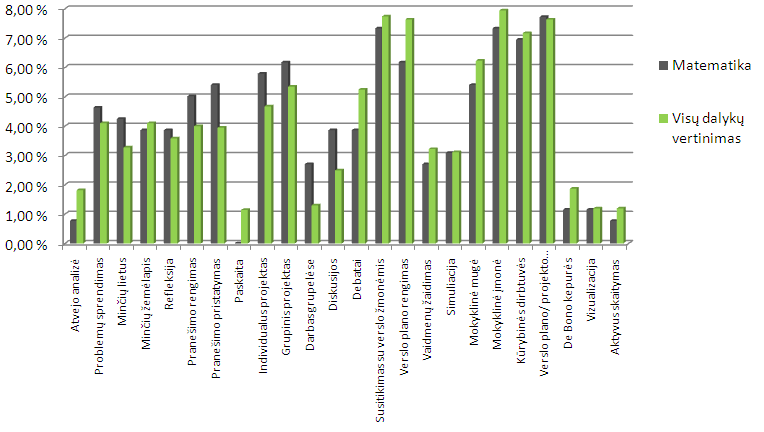 8,00 %
7,00 %
6,00 %
5,00 %
4,00 %
3,00 %
2,00 %
1,00 %
0,00 %
Atvejo analizė
Problemų sprendimas
Minčių lietus
Minčių žemėlapis
Refleksija
Pranešimo rengimas
Pranešimo pristatymas
Paskaita
Individualus projektas
Grupinis projektas
Darbas grupelėse
Diskusijos
Debatai
Susitikimas su verslo žmonėmis
Verslo plano rengimas
Vaidmenų žaidimas
Simuliacija
Mokyklinė mugė
Mokyklinė įmonė
Kūrybinės dirbtuvės
Verslo plano/ projekto...
De Bono kepurės
Vizualizacija
Aktyvus skaitymas
Matematika
Visų dalykų
vertinimas